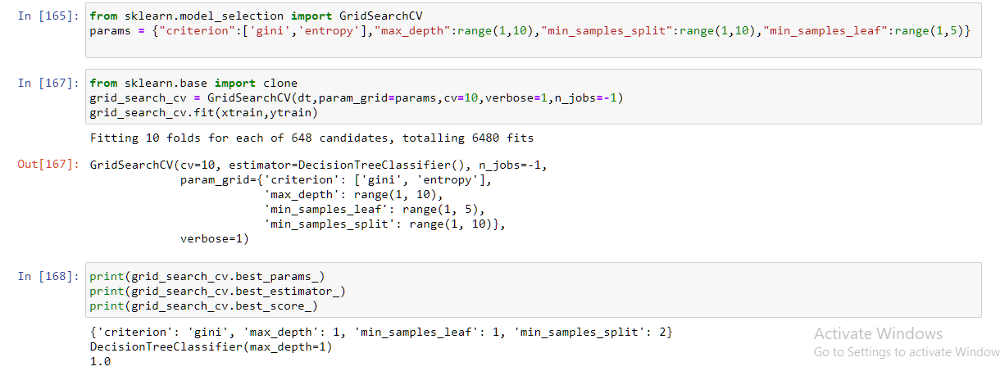 In [165]: from sklearn.model_selection import GridSearchCV
params = {"criterion":['gini','entropy'],"max_depth":range(1,10),"min_samples_split":range(1,10),"min_samples_leaf":range(1,5)}
In [167]: from sklearn.base import clone
grid_search_cv = GridSearchCV(dt,param_grid=params,cv=10,verbose=1,n_jobs=-1)
grid_search_cv.fit(xtrain,ytrain)
Fitting 10 folds for each of 648 candidates, totalling 6480 fits
Out[167]: GridSearchCV(cv=10, estimator=DecisionTreeClassifier(), n_jobs=-1,
param_grid={'criterion': ['gini', 'entropy'],
'max_depth': range(1, 10),
'min_samples_leaf': range(1, 5),
'min_samples_split': range(1, 10)},
verbose=1)
In [168]: print(grid_search_cv.best_params_)
print(grid_search_cv.best_estimator_)
print(grid_search_cv.best_score_)
{'criterion': 'gini', 'max_depth': 1, 'min_samples_leaf': 1, 'min_samples_split': 2}
DecisionTreeClassifier(max_depth=1)
1.0
Activate Windows
Go to Settings to activate Window